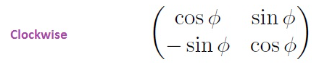 Clockwise
cos ϕ sin ϕ
− sin ϕ cos ϕ